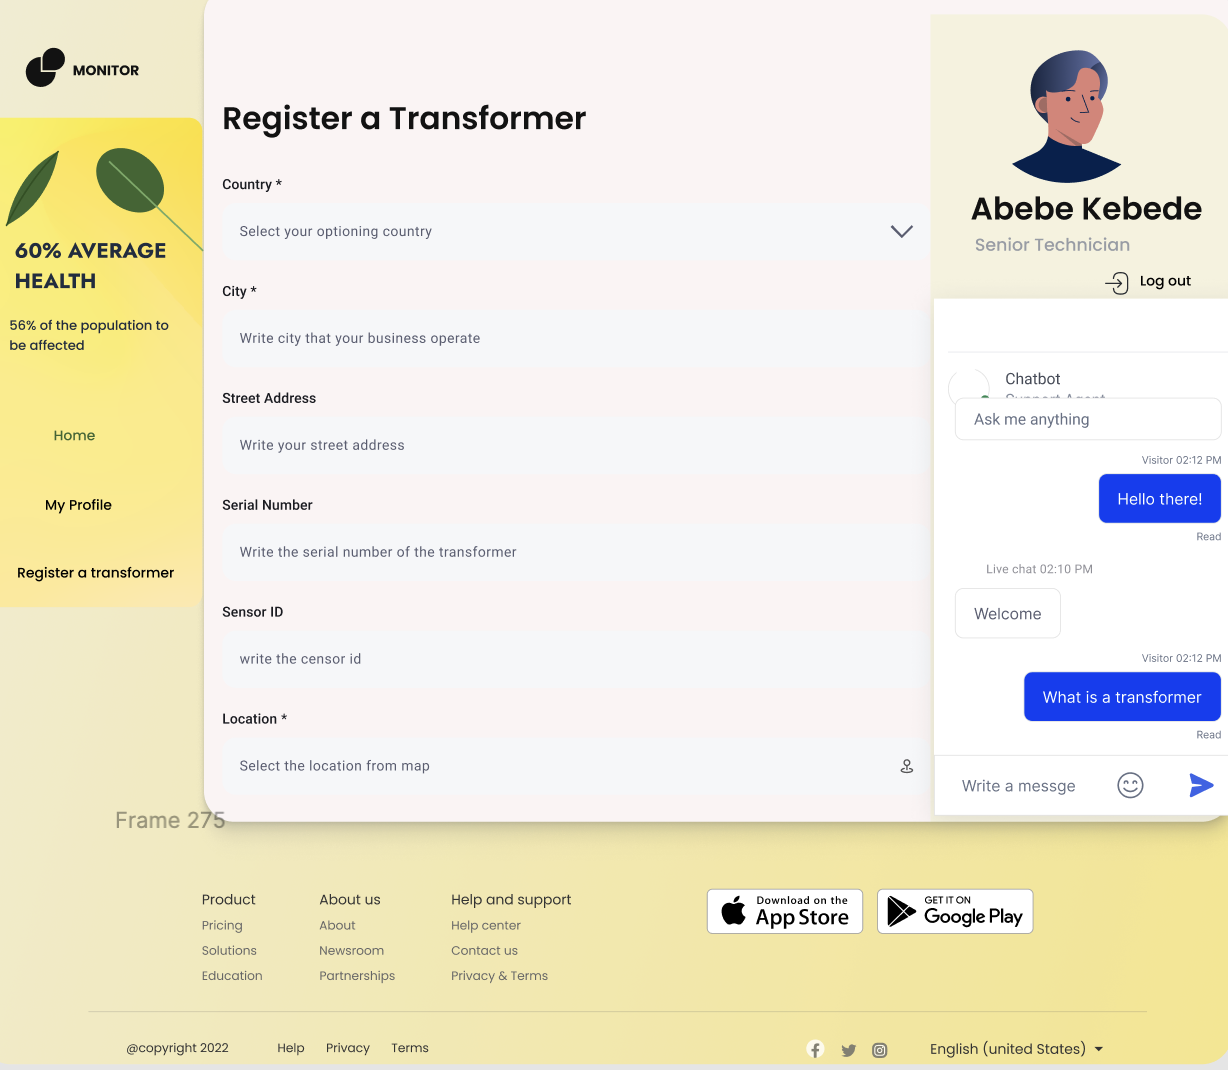 MONITOR
60% AVERAGE
HEALTH
56% of the population to
be affected
Home
My Profile
Register a transformer
Register a Transformer
Country *
Select your optioning country
City *
Write city that your business operate
Street Address
Write your street address
Serial Number
Write the serial number of the transformer
Sensor ID
write the censor id
Location *
Select the location from map
Abebe Kebede
Senior Technician
Log out
Chatbot
Support Agent
Ask me anything
Visitor 02:12 PM
Hello there!
Read
Live chat 02:10 PM
Welcome
Visitor 02:12 PM
What is a transformer
Read
Write a messge
Frame 275
Product
Pricing
Solutions
Education
About us
About
Newsroom
Partnerships
Help and support
Help center
Contact us
Privacy & Terms
Download on the
App Store
GET IT ON
Google Play
@copyright 2022
Help
Privacy
Terms
English (united States)